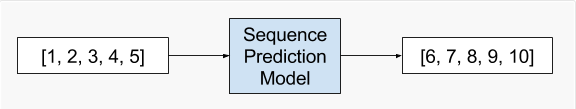 [1, 2, 3, 4, 5]
Sequence
Prediction
Model
[6, 7, 8, 9, 10]